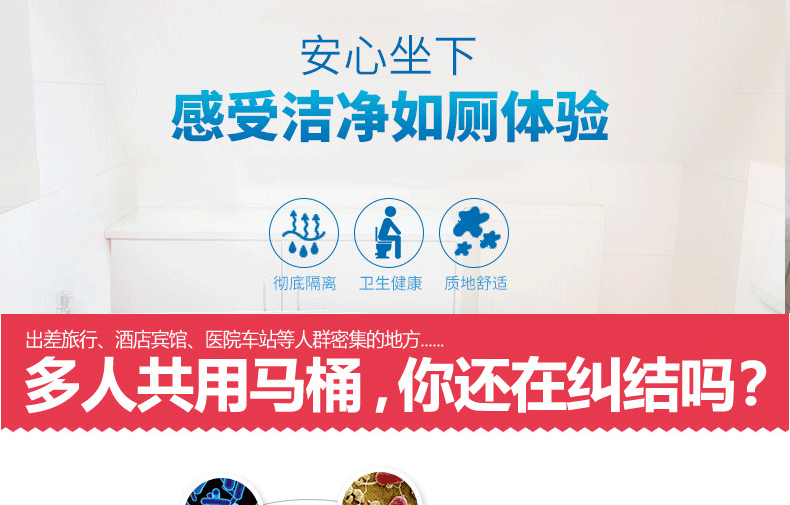 安心坐下
感受洁净如厕体验
彻底隔离 卫生健康 质地舒适
出差旅行、酒店宾馆、医院车站等人群密集的地方......
多人共用马桶，你还在纠结吗？